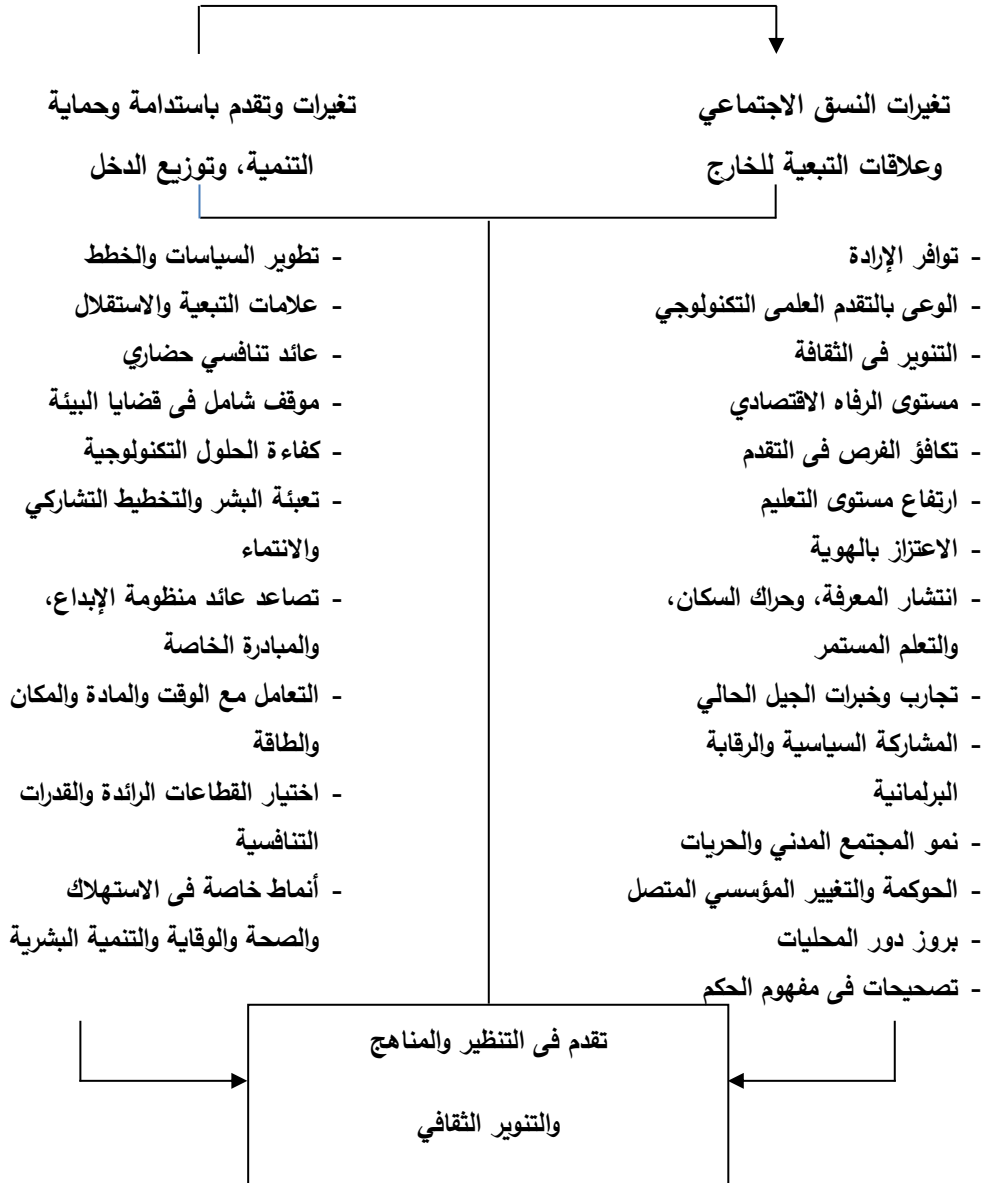 تغيرات النسق الاجتماعي
وعلاقات التبعية للخارج
تغيرات وتقدم باستدامة وحماية
التنمية، وتوزيع الدخل
- توافر الإرادة
- الوعى بالتقدم العلمى التكنولوجي
- التنوير فى الثقافة
- مستوى الرفاه الاقتصادي
- تكافؤ الفرص فى التقدم
- ارتفاع مستوى التعليم
- الاعتزاز بالهوية
- انتشار المعرفة، وحراك السكان،
والتعلم المستمر
- تجارب وخبرات الجيل الحالي
- المشاركة السياسية والرقابة
البرلمانية
- نمو المجتمع المدني والحريات
- الحوكمة والتغيير المؤسسي المتصل
- بروز دور المحليات
- تصحيحات فى مفهوم الحكم
- تطوير السياسات والخطط
- علامات التبعية والاستقلال
- عائد تنافسي حضاري
- موقف شامل فى قضايا البيئة
- كفاءة الحلول التكنولوجية
- تعبئة البشر والتخطيط التشاركي
والانتماء
- تصاعد عائد منظومة الإبداع،
والمبادرة الخاصة
- التعامل مع الوقت والمادة والمكان
والطاقة
- اختيار القطاعات الرائدة والقدرات
التنافسية
- أنماط خاصة فى الاستهلاك
والصحة والوقاية والتنمية البشرية
تقدم فى التنظير والمناهج
والتنوير الثقافي